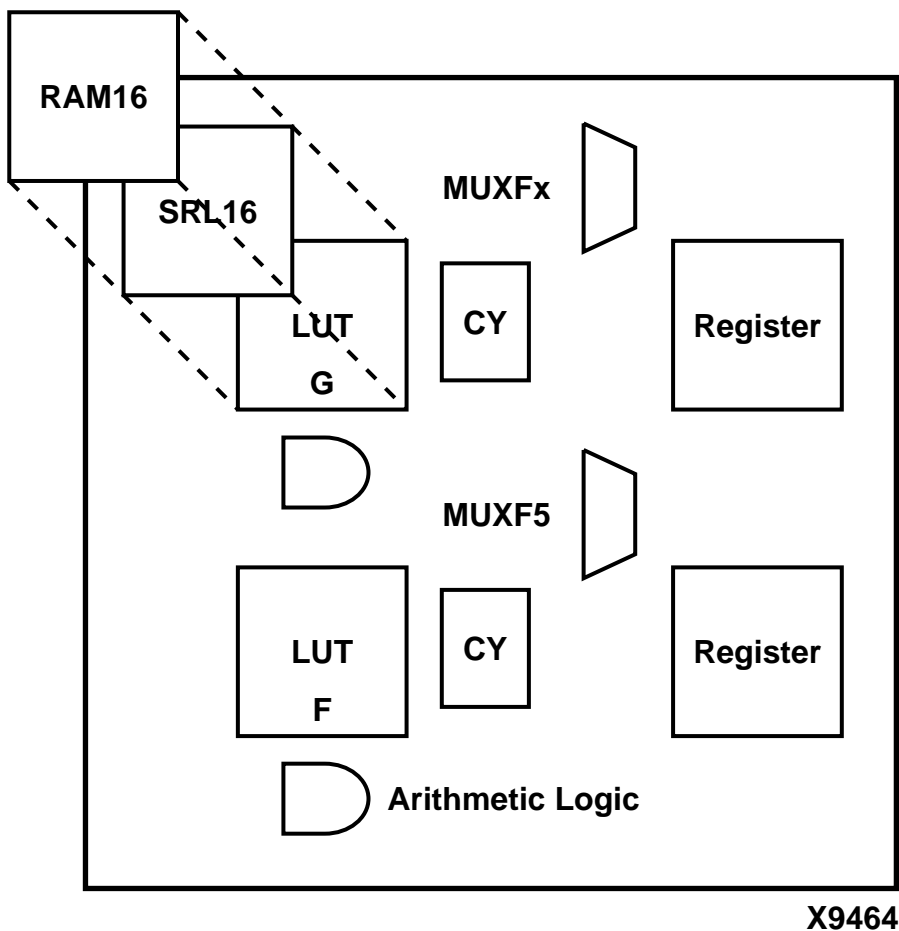 RAM16
SRL16
MUXFx
LUT
G
CY
Register
MUXF5
LUT
F
CY
Register
Arithmetic Logic
X9464